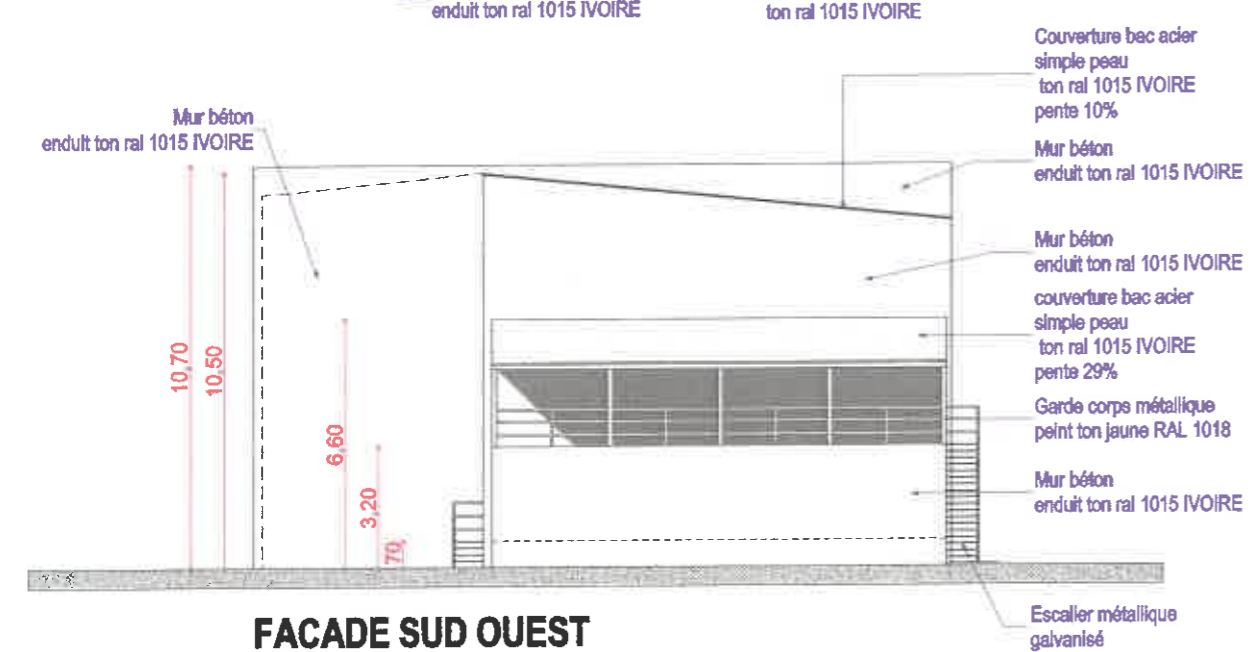 enduit ton ral 1015 IVOIRE
ton ral 1015 IVOIRE
Couverture bac acier
simple peau
ton ral 1015 IVOIRE
pente 10%
Mur béton
enduit ton ral 1015 IVOIRE
Mur béton
enduit ton ral 1015 IVOIRE
Mur béton
enduit ton ral 1015 IVOIRE
couverture bac acier
simple peau
ton ral 1015 IVOIRE
pente 29%
Garde corps métallique
peint ton jaune RAL 1018
Mur béton
enduit ton ral 1015 IVOIRE
Escalier métallique
galvanisé
10,70
10,50
6,60
3,20
70
FACADE SUD OUEST